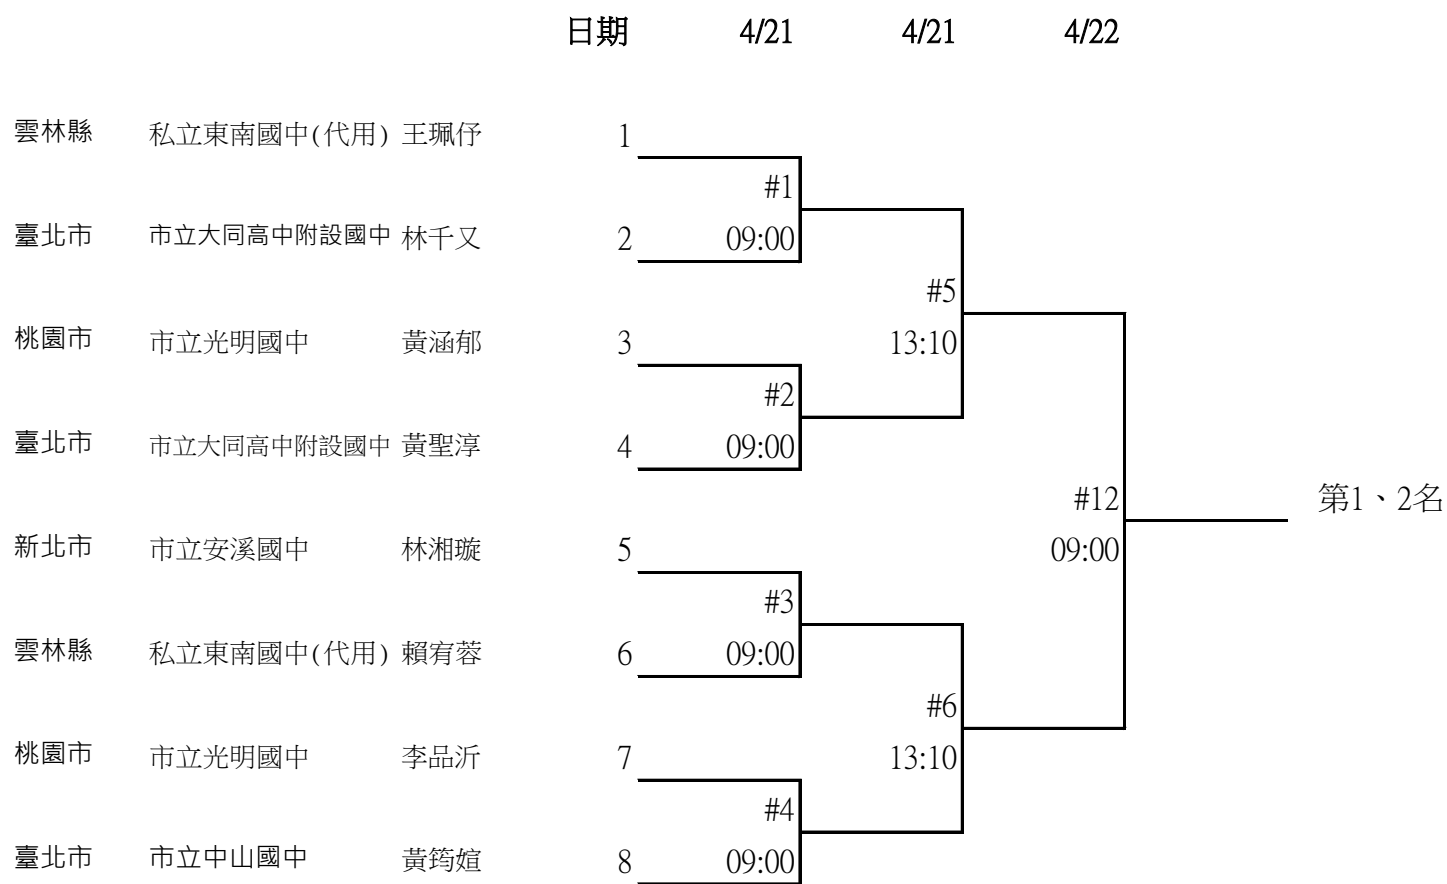 日期 4/21 4/21 4/22
雲林縣 私立東南國中(代用) 王珮伃 1
#1
臺北市 市立大同高中附設國中 林千又 2 09:00
#5
桃園市 市立光明國中 黃涵郁 3 13:10
#2
臺北市 市立大同高中附設國中 黃聖淳 4 09:00
#12 第1、2名
新北市 市立安溪國中 林湘璇 5 09:00
#3
雲林縣 私立東南國中(代用) 賴宥蓉 6 09:00
#6
桃園市 市立光明國中 李品沂 7 13:10
#4
臺北市 市立中山國中 黃筠媗 8 09:00